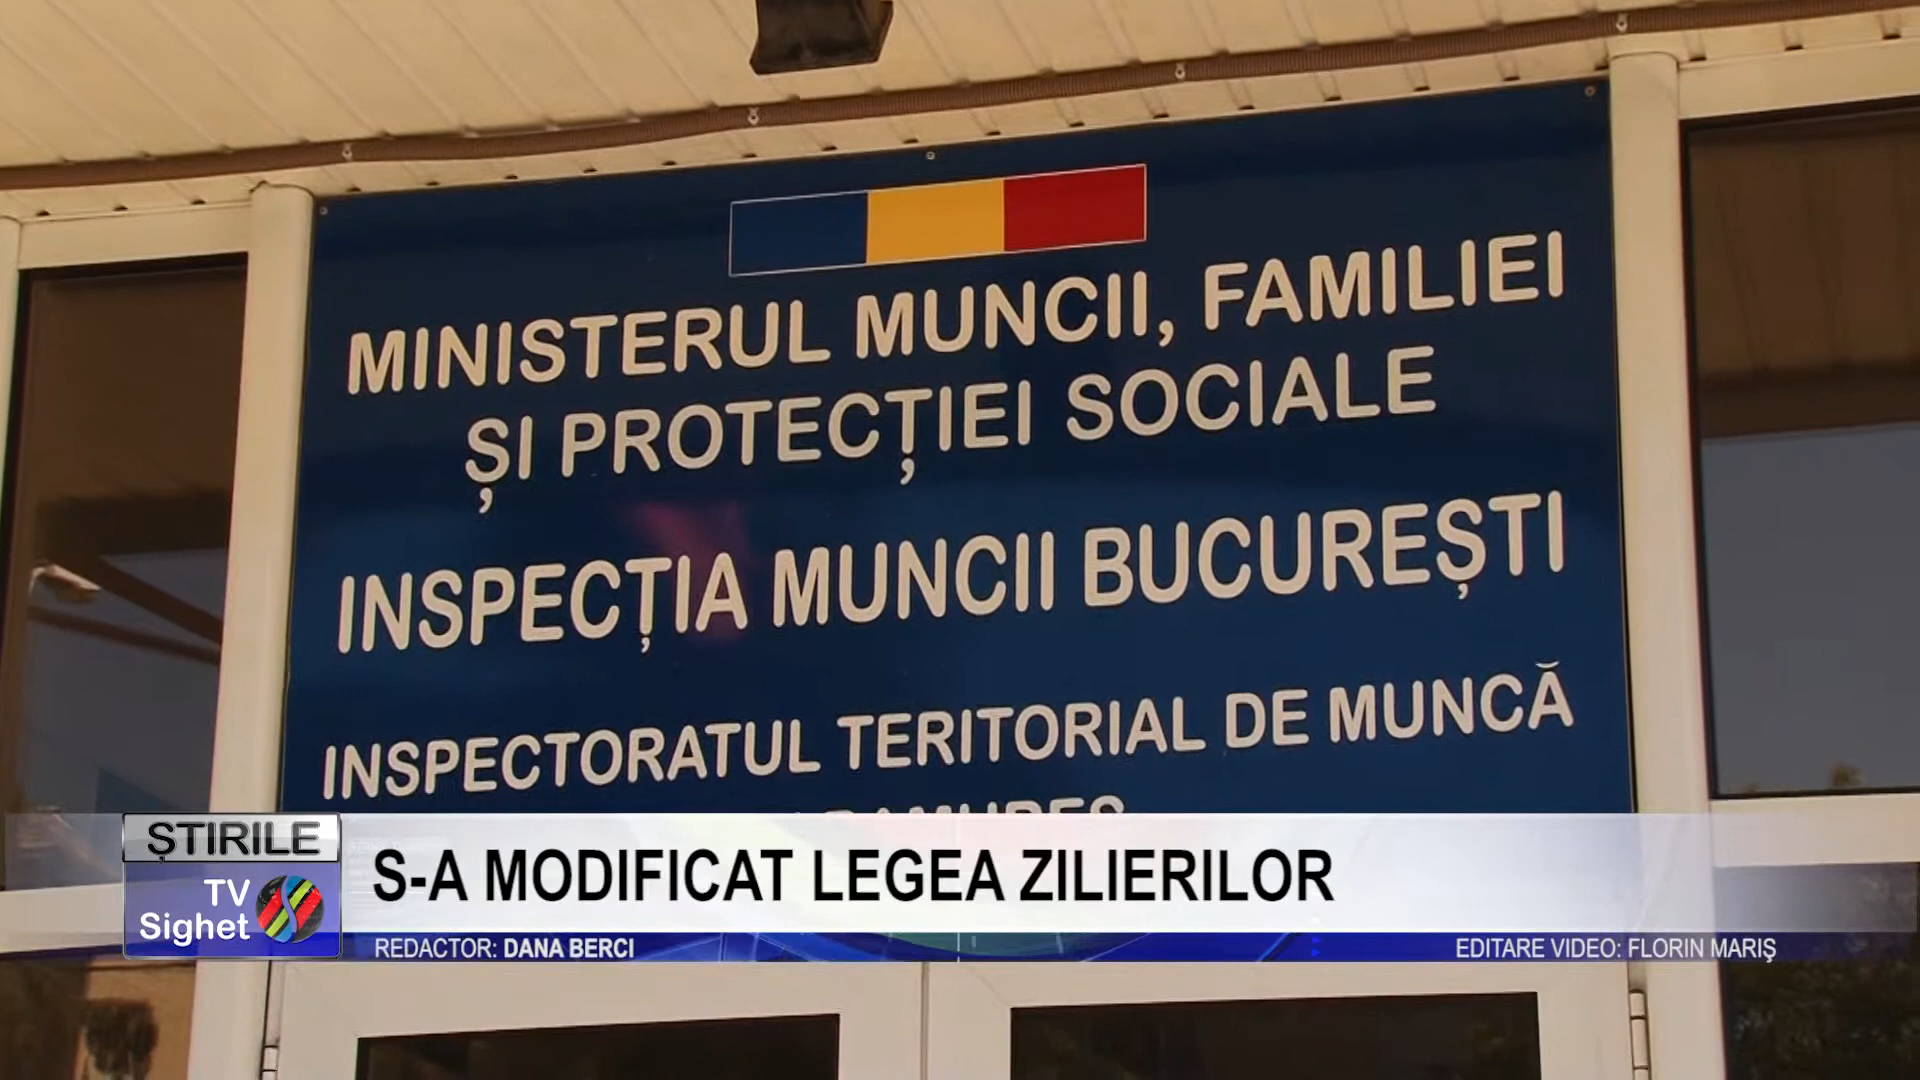 MINISTERUL MUNCII, FAMILIEI
ȘI PROTECȚIEI SOCIALE
INSPECȚIA MUNCII BUCUREȘTI
INSPECTORATUL TERITORIAL DE MUNCĂ
ȘTIRILE
TV
Sighet
S-A MODIFICAT LEGEA ZILIERILOR
REDACTOR: DANA BERCI
EDITARE VIDEO: FLORIN MARIŞ